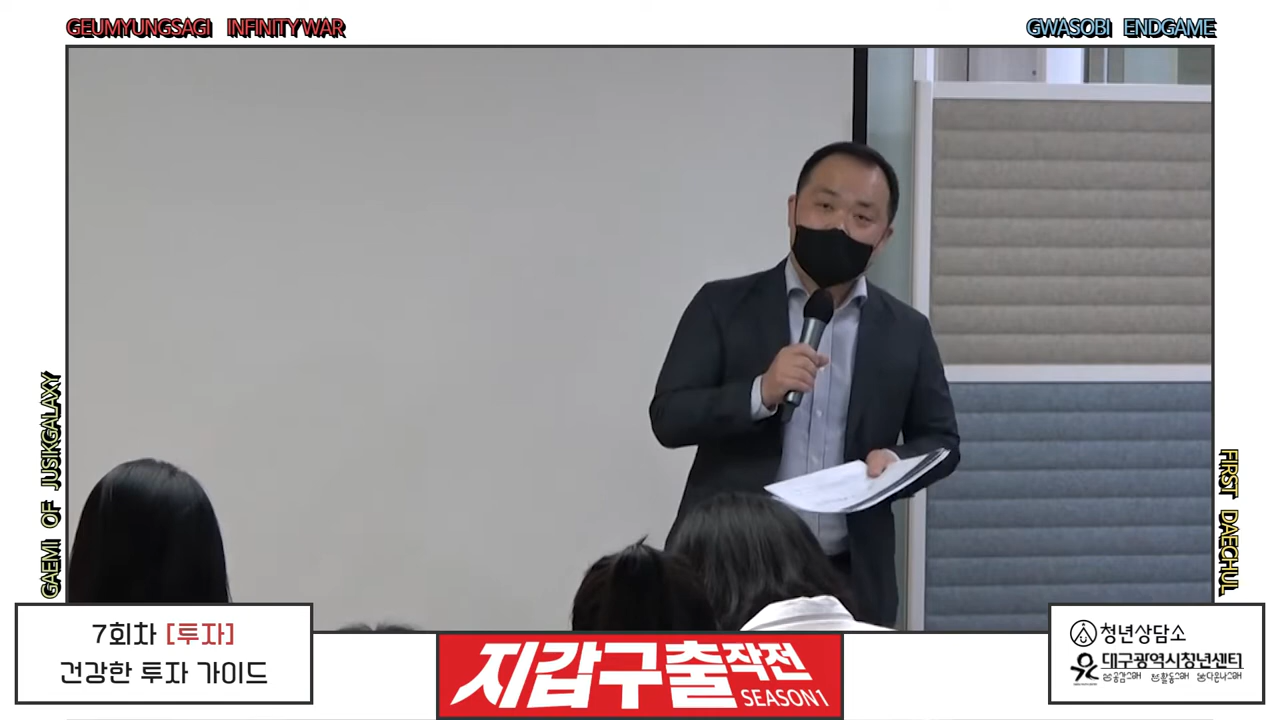 GEUMYUNGSAGI INFINITY WAR
GWASOBI ENDGAME
GAEMI OF JUSIKGALAXY
FIRST DAECHUL
7회차 [투자]
건강한 투자 가이드
지갑구출작전
SEASON1
청년상담소
대구광역시청년센터